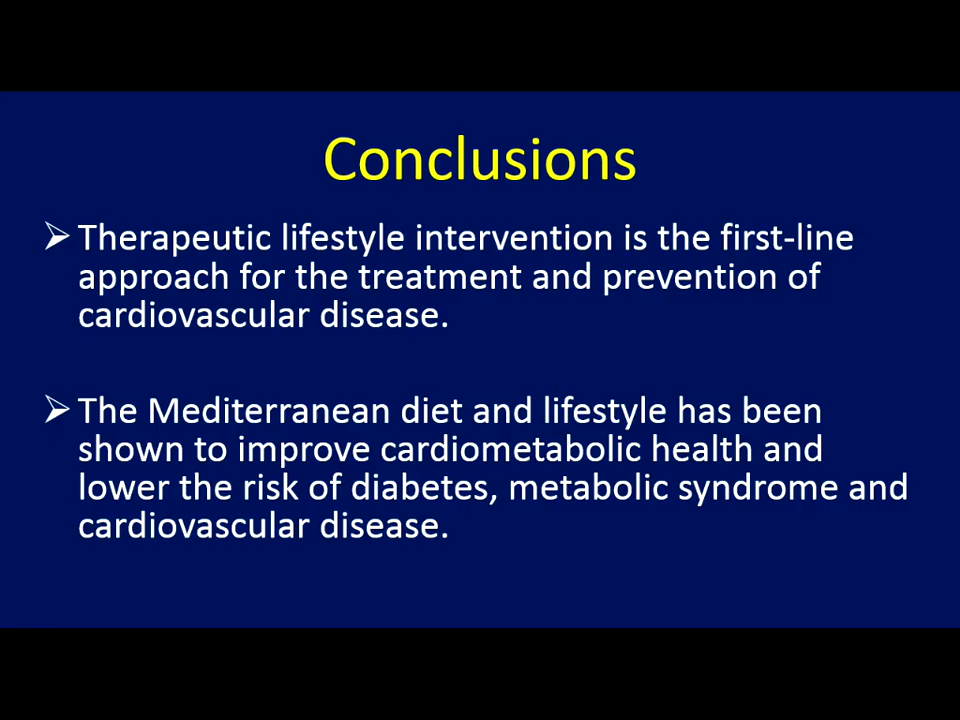 Conclusions
➢ Therapeutic lifestyle intervention is the first-line
approach for the treatment and prevention of
cardiovascular disease.
➢ The Mediterranean diet and lifestyle has been
shown to improve cardiometabolic health and
lower the risk of diabetes, metabolic syndrome and
cardiovascular disease.